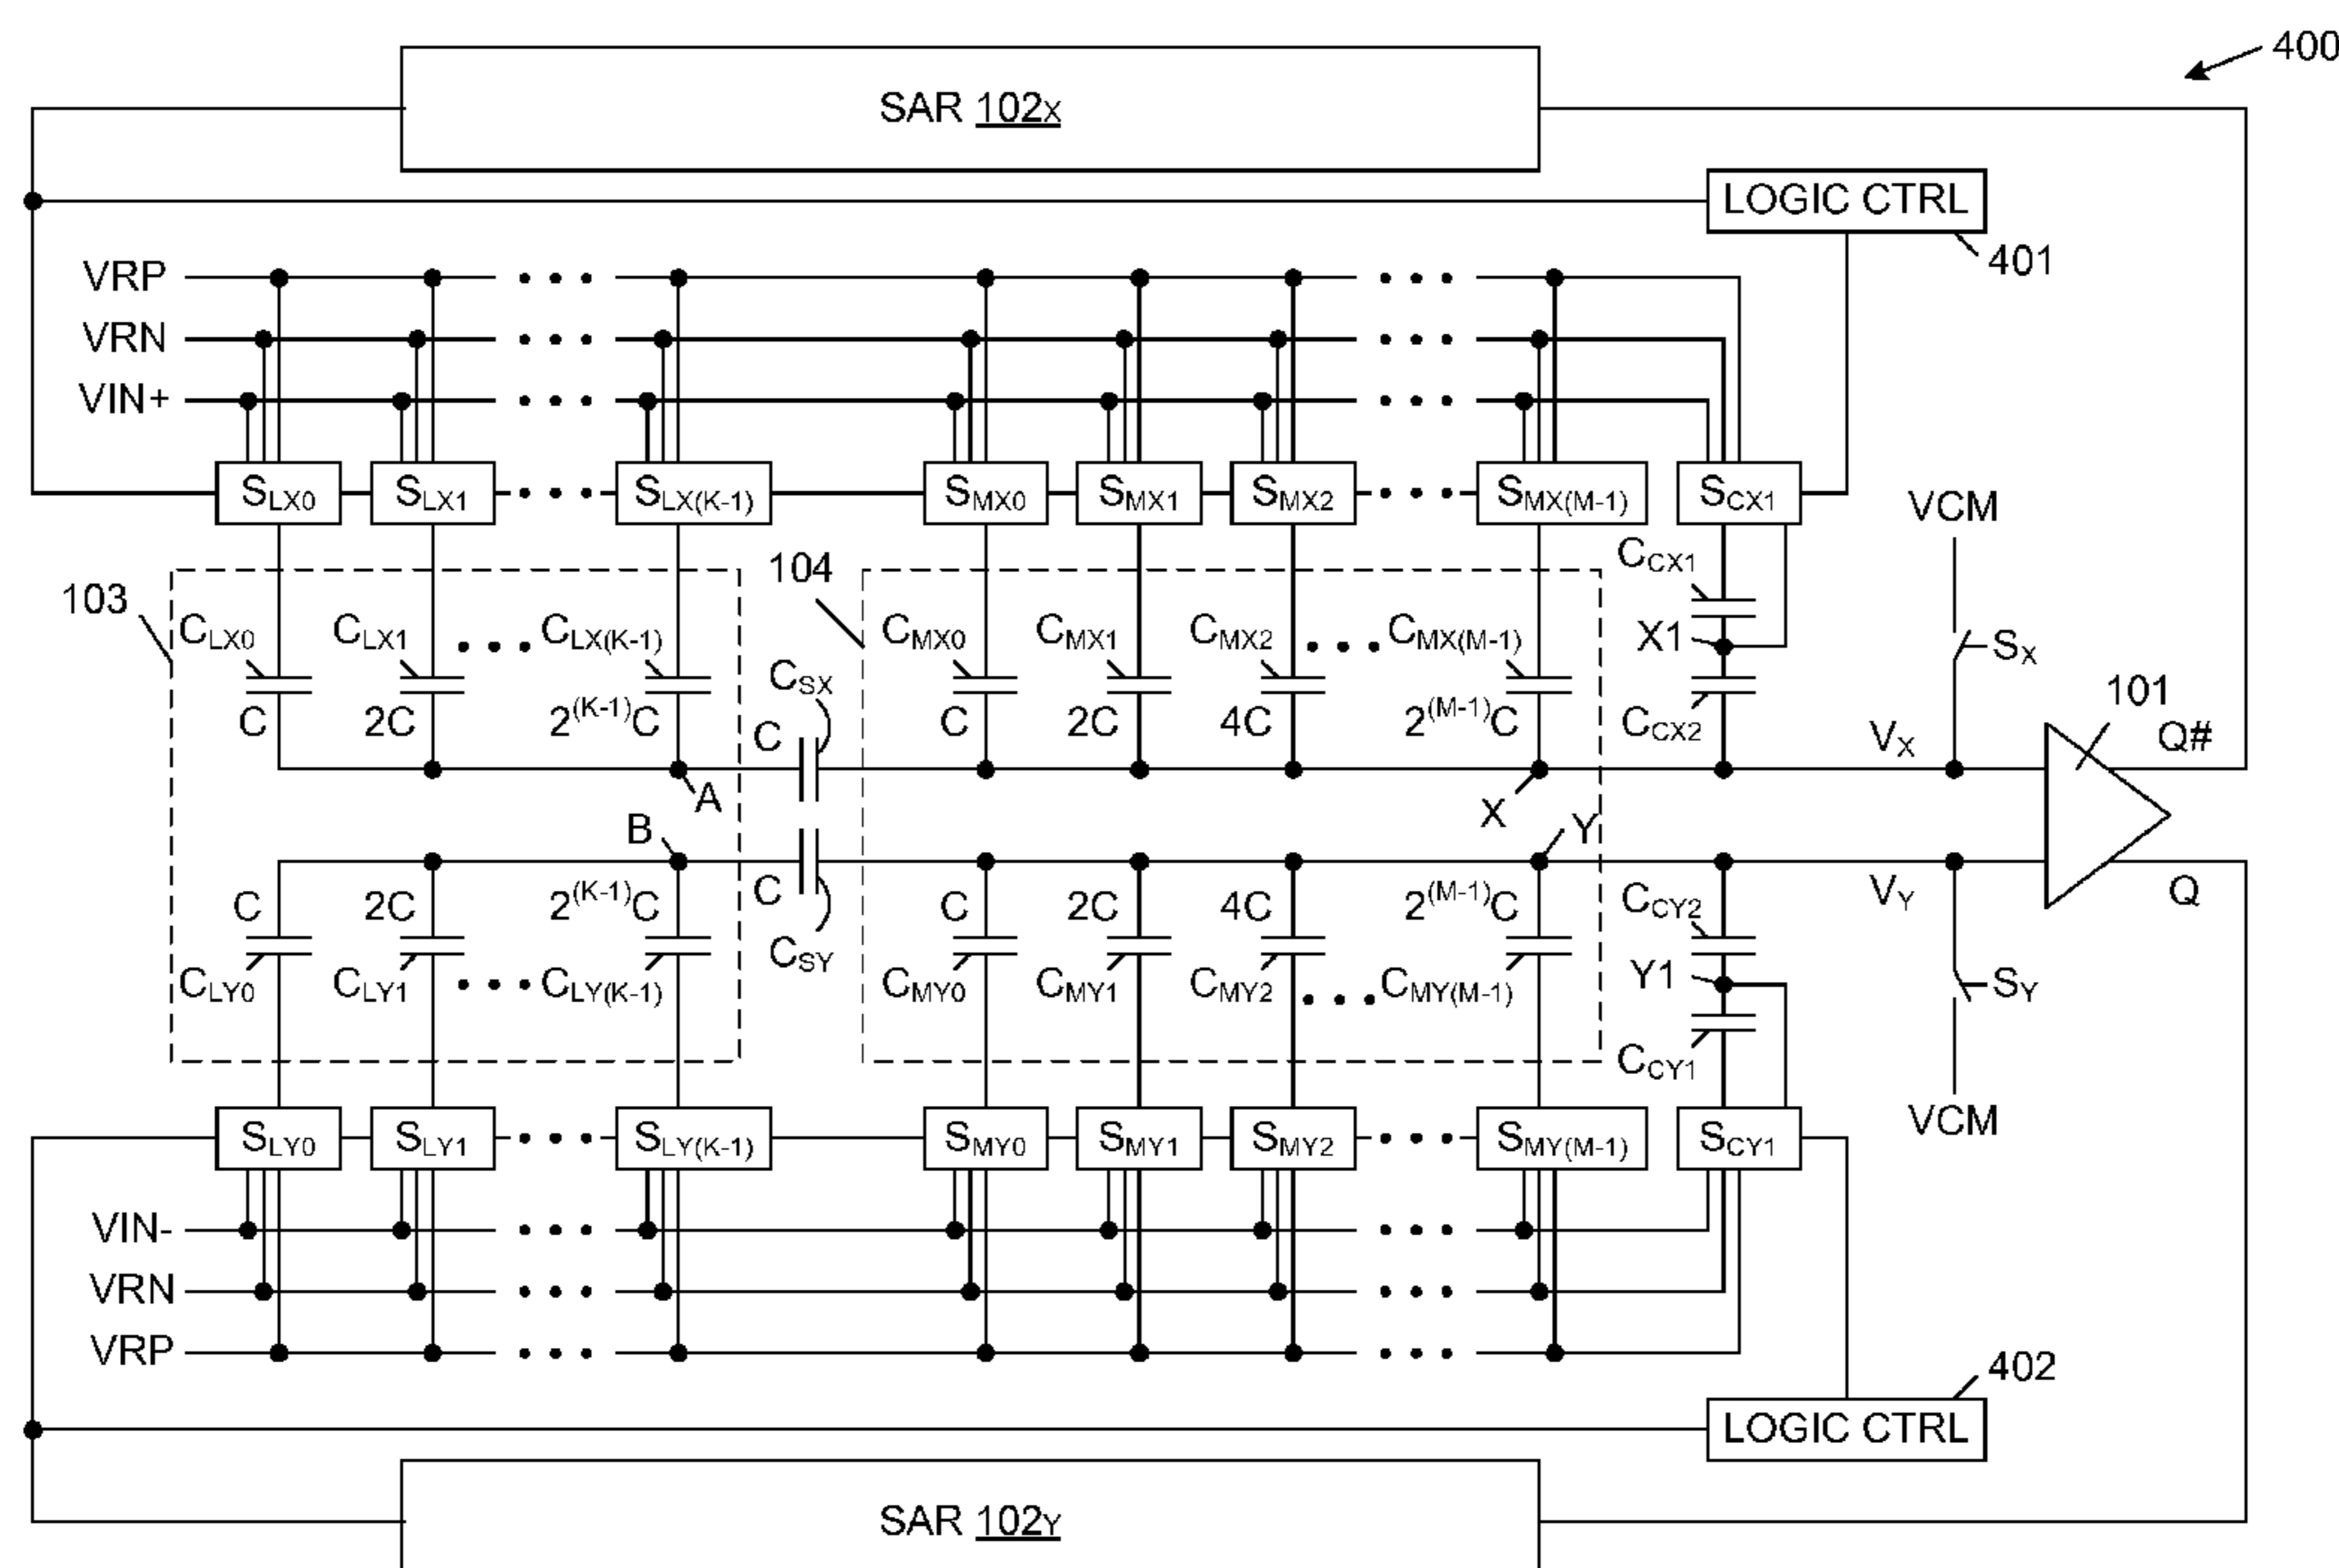 400
SAR 102X
LOGIC CTRL
401
VRP
VRN
VIN+
SLX0 SLX1 SLX(K-1) SMX0 SMX1 SMX2 SMX(M-1) SCX1
VCM
103
104
CLX0 CLX1 CLX(K-1) CMX0 CMX1 CMX2 CMX(M-1) CCX1
X1
SX
CSX
C 2C 2(K-1)C C C 2C 4C 2(M-1)C CCX2
VX
101
Q#
A
X
B
Y
C 2C 2(K-1)C C C 2C 4C 2(M-1)C CCY2
VY
Q
CSY
CLY0 CLY1 CLY(K-1) CMY0 CMY1 CMY2 CMY(M-1) Y1
SY
CCY1
SLY0 SLY1 SLY(K-1) SMY0 SMY1 SMY2 SMY(M-1) SCY1
VCM
VIN-
VRN
VRP
402
LOGIC CTRL
SAR 102Y